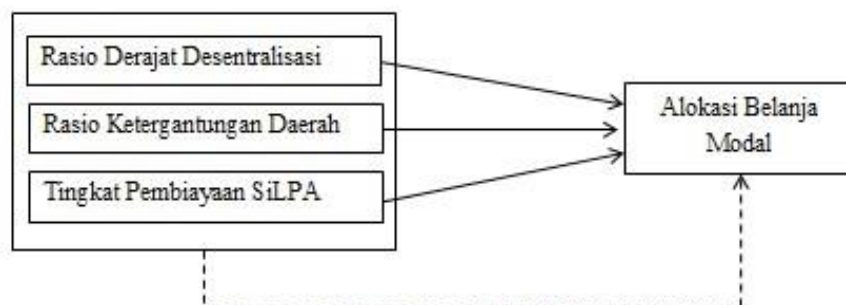 Rasio Derajat Desentralisasi
Rasio Ketergantungan Daerah
Tingkat Pembiayaan SiLPA
Alokasi Belanja
Modal